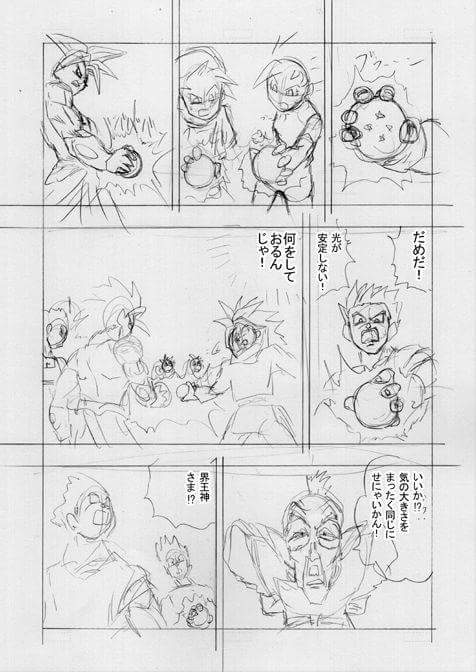 ブゥーーン
だめだ！
光が
安定しない！
何をして
おるん
じゃ！
いいか!?
気の大きさを
まったく同じに
せにゃいかん！
界王神
さま!?